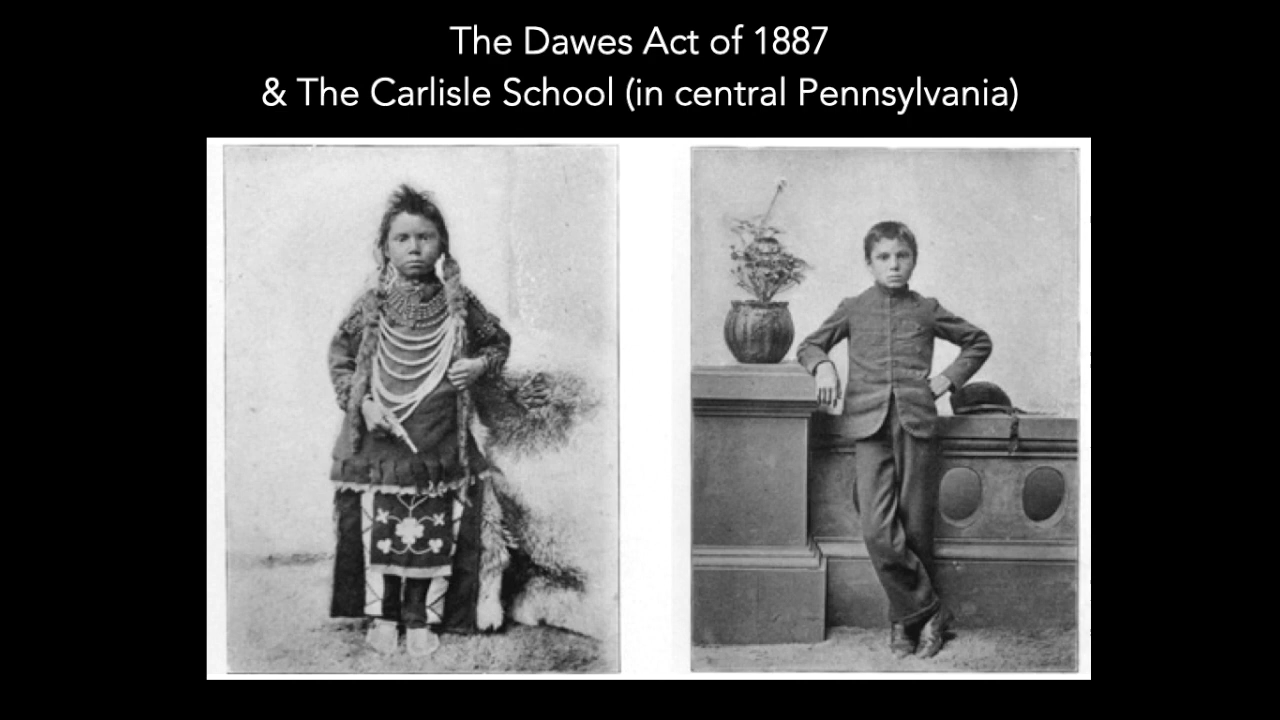 The Dawes Act of 1887
& The Carlisle School (in central Pennsylvania)